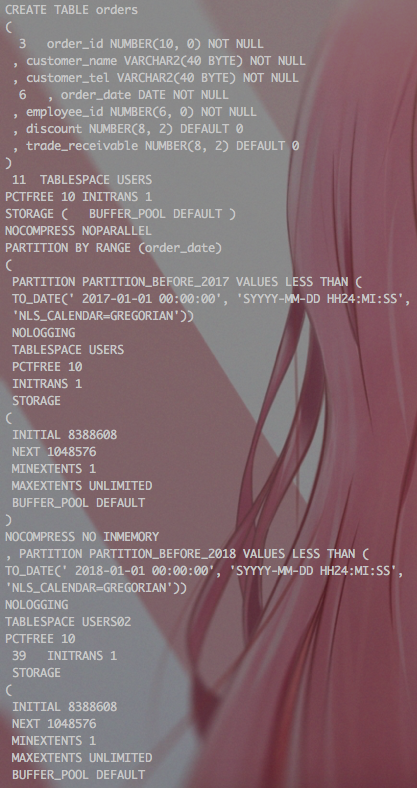 CREATE TABLE orders
(
3 order_id NUMBER(10, 0) NOT NULL
, customer_name VARCHAR2(40 BYTE) NOT NULL
, customer_tel VARCHAR2(40 BYTE) NOT NULL
6 , order_date DATE NOT NULL
, employee_id NUMBER(6, 0) NOT NULL
, discount NUMBER(8, 2) DEFAULT 0
, trade_receivable NUMBER(8, 2) DEFAULT 0
)
11 TABLESPACE USERS
PCTFREE 10 INITRANS 1
STORAGE ( BUFFER_POOL DEFAULT )
NOCOMPRESS NOPARALLEL
PARTITION BY RANGE (order_date)
(
PARTITION PARTITION_BEFORE_2017 VALUES LESS THAN (
TO_DATE(' 2017-01-01 00:00:00', 'SYYYY-MM-DD HH24:MI:SS',
'NLS_CALENDAR=GREGORIAN'))
NOLOGGING
TABLESPACE USERS
PCTFREE 10
INITRANS 1
STORAGE
(
INITIAL 8388608
NEXT 1048576
MINEXTENTS 1
MAXEXTENTS UNLIMITED
BUFFER_POOL DEFAULT
)
NOCOMPRESS NO INMEMORY
, PARTITION PARTITION_BEFORE_2018 VALUES LESS THAN (
TO_DATE(' 2018-01-01 00:00:00', 'SYYYY-MM-DD HH24:MI:SS',
'NLS_CALENDAR=GREGORIAN'))
NOLOGGING
TABLESPACE USERS02
PCTFREE 10
39 INITRANS 1
STORAGE
(
INITIAL 8388608
NEXT 1048576
MINEXTENTS 1
MAXEXTENTS UNLIMITED
BUFFER_POOL DEFAULT